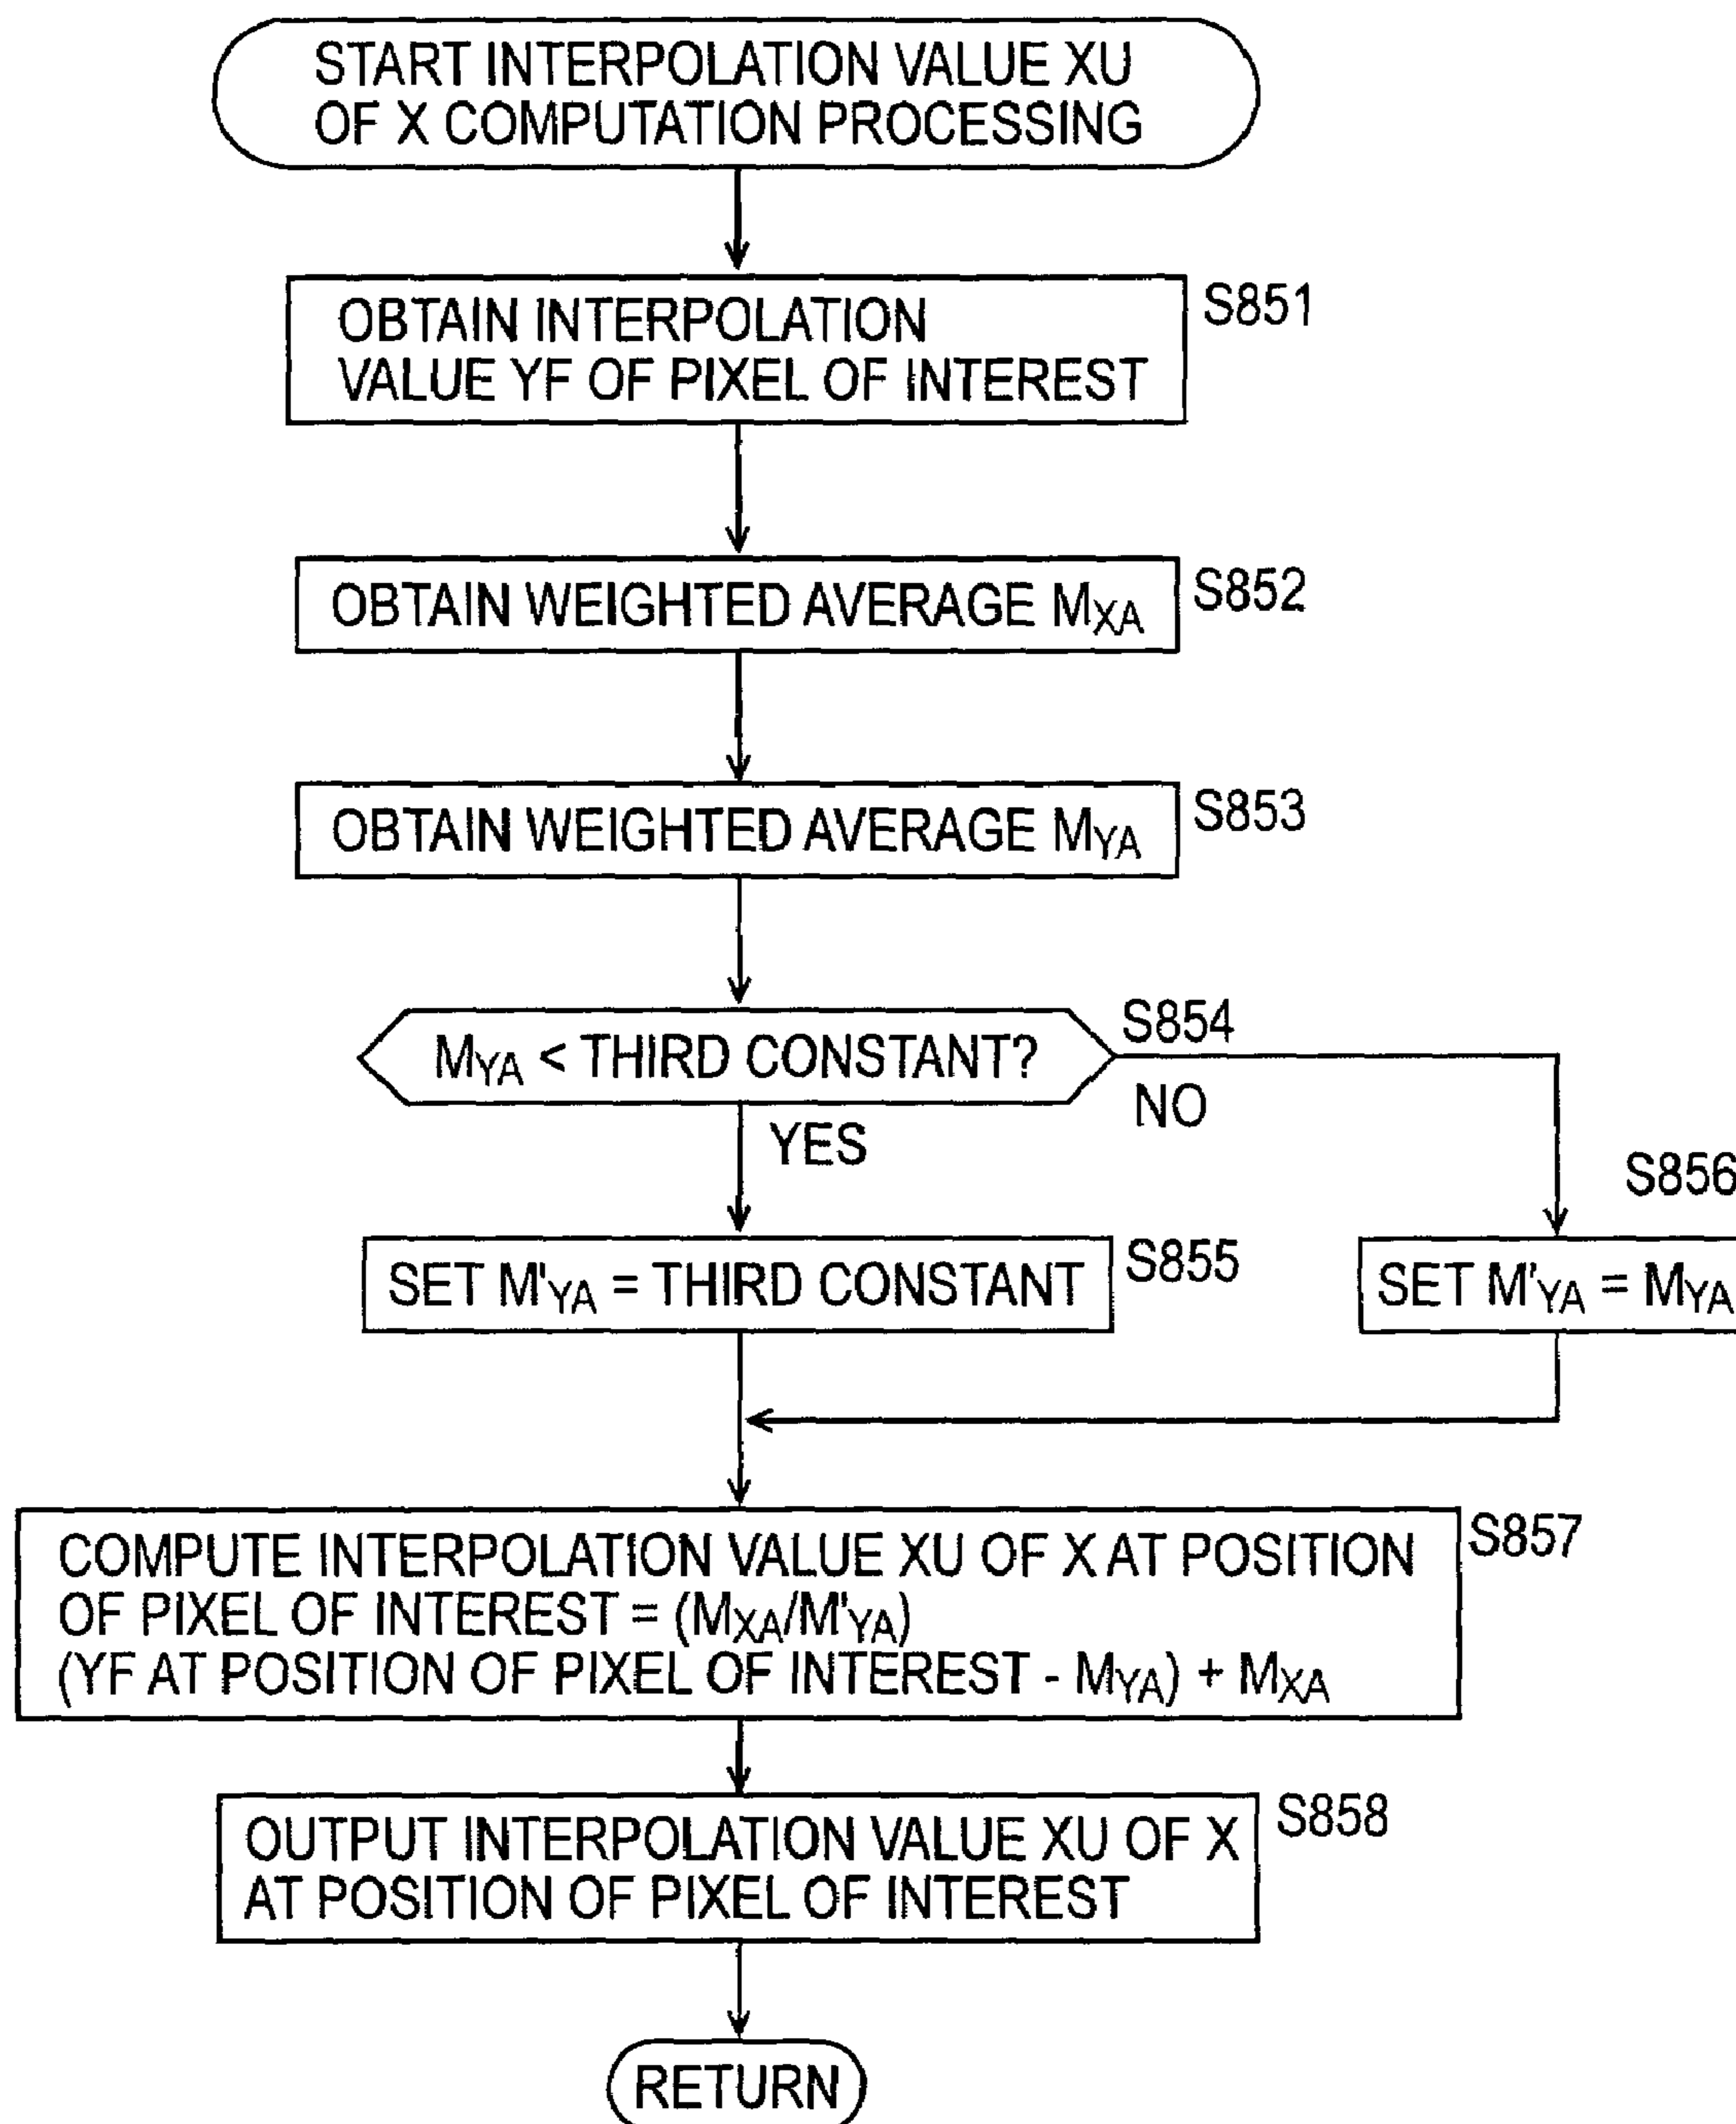 START INTERPOLATION VALUE XU
OF X COMPUTATION PROCESSING
S851
OBTAIN INTERPOLATION
VALUE YF OF PIXEL OF INTEREST
OBTAIN WEIGHTED AVERAGE MXA
S852
OBTAIN WEIGHTED AVERAGE MYA
S853
S854
MYA < THIRD CONSTANT?
NO
YES
S856
S855
SET M'YA = THIRD CONSTANT
SET M'YA = MYA
S857
COMPUTE INTERPOLATION VALUE XU OF X AT POSITION
OF PIXEL OF INTEREST = (MXA/M'YA)
(YF AT POSITION OF PIXEL OF INTEREST - MYA) + MXA
S858
OUTPUT INTERPOLATION VALUE XU OF X
AT POSITION OF PIXEL OF INTEREST
RETURN